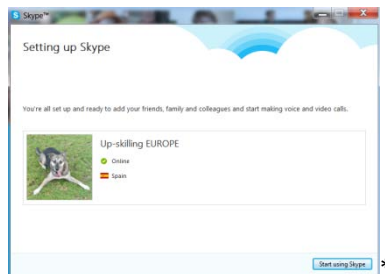 Skype™
Setting up Skype
You're all set up and ready to add your friends, family and colleagues and start making voice and video calls.
Up-skilling EUROPE
Online
Spain
Start using Skype